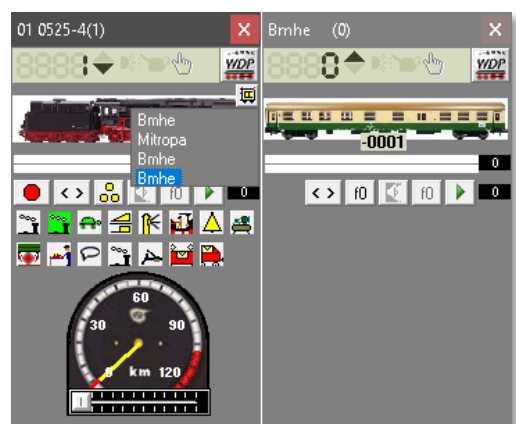 01 0525-4(1)
1
WDP
Bmhe
Mitropa
Bmhe
Bmhe
< > f0 0
30 60 90
0 km 120
Bmhe (0)
0
WDP
-0001
0
< > f0 f0 0